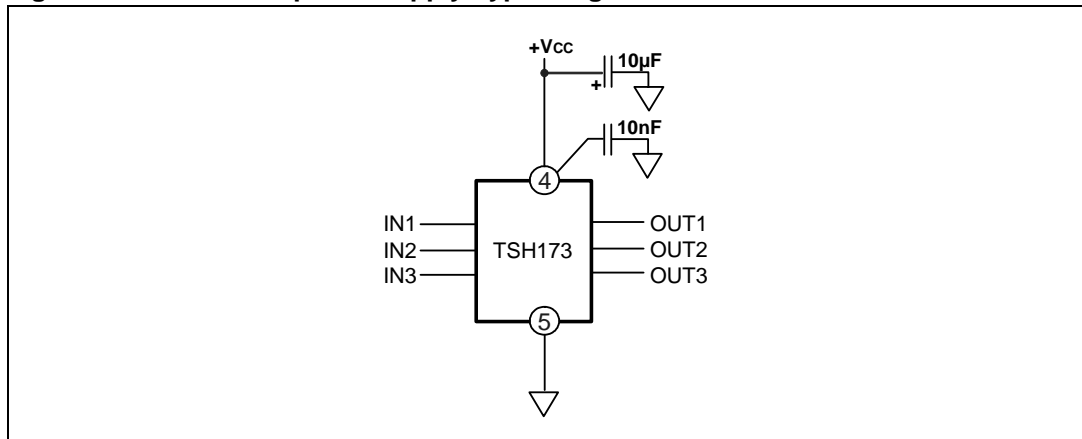 +Vcc
10µF
+
10nF
4
IN1
OUT1
IN2
TSH173
OUT2
IN3
OUT3
5